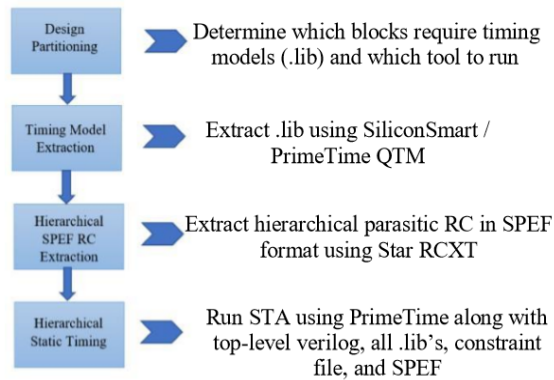 Design
Partitioning
Determine which blocks require timing
models (.lib) and which tool to run
Timing Model
Extraction
Extract .lib using SiliconSmart /
PrimeTime QTM
Hierarchical
SPEF RC
Extraction
Extract hierarchical parasitic RC in SPEF
format using Star RCXT
Hierarchical
Static Timing
Run STA using PrimeTime along with
top-level verilog, all .lib’s, constraint
file, and SPEF